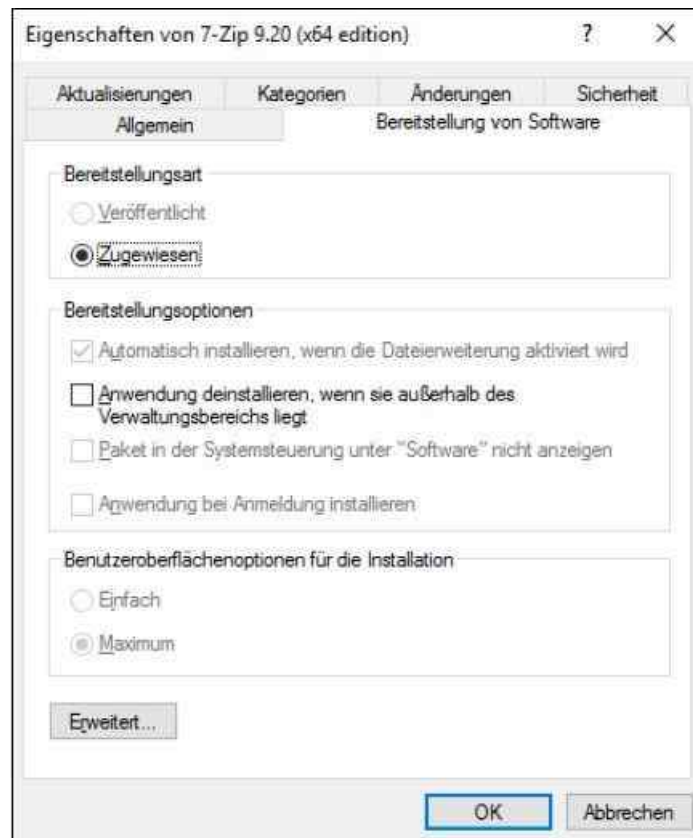 Eigenschaften von 7-Zip 9.20 (x64 edition)
?
Aktualisierungen
Kategorien
Änderungen
Sicherheit
Allgemein
Bereitstellung von Software
Bereitstellungsart
Veröffentlicht
Zugewiesen
Bereitstellungsoptionen
Automatisch installieren, wenn die Dateierweiterung aktiviert wird
Anwendung deinstallieren, wenn sie außerhalb des
Verwaltungsbereichs liegt
Paket in der Systemsteuerung unter "Software" nicht anzeigen
Anwendung bei Anmeldung installieren
Benutzeroberflächenoptionen für die Installation
Einfach
Maximum
Erweitert...
OK
Abbrechen